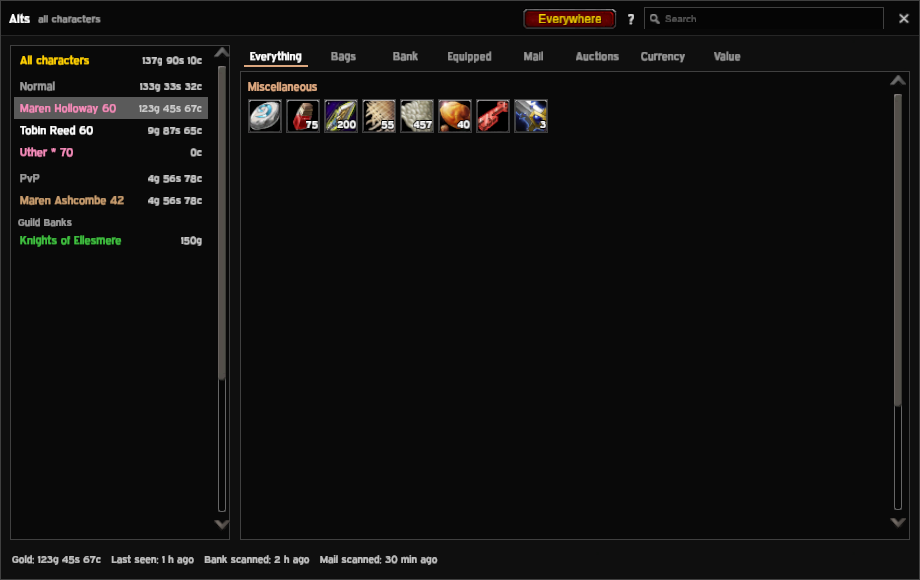 Alts all characters Everywhere ? Search
All characters 137g 90s 10c
Normal 133g 33s 32c
Maren Holloway 60 123g 45s 67c
Tobin Reed 60 9g 87s 65c
Uther * 70 0c
PvP 4g 56s 78c
Maren Ashcombe 42 4g 56s 78c
Guild Banks
Knights of Ellesmere 150g
Everything Bags Bank Equipped Mail Auctions Currency Value
Miscellaneous
75 200 55 457 40 3
Gold: 123g 45s 67c Last seen: 1 h ago Bank scanned: 2 h ago Mail scanned: 30 min ago